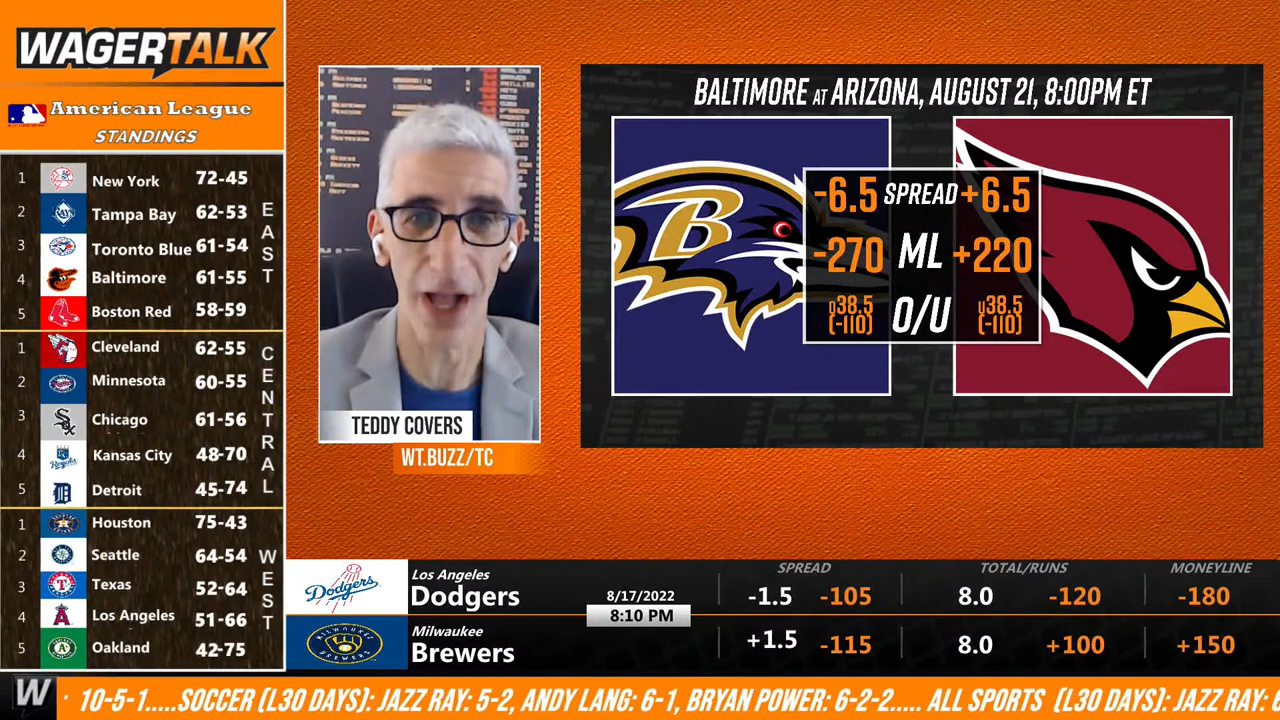 WAGERTALK
American League
STANDINGS
1 New York 72-45
2 Tampa Bay 62-53
3 Toronto Blue 61-54
4 Baltimore 61-55
5 Boston Red 58-59
EAST
1 Cleveland 62-55
2 Minnesota 60-55
3 Chicago 61-56
4 Kansas City 48-70
5 Detroit 45-74
CENTRAL
1 Houston 75-43
2 Seattle 64-54
3 Texas 52-64
4 Los Angeles 51-66
5 Oakland 42-75
WEST
TEDDY COVERS
WT.BUZZ/TC
BALTIMORE AT ARIZONA, AUGUST 21, 8:00PM ET
B
-6.5 SPREAD +6.5
-270 ML +220
O38.5 O/U U38.5
(-110) (-110)
SPREAD TOTAL/RUNS MONEYLINE
Dodgers
Los Angeles
Dodgers -1.5 -105 8.0 -120 -180
8/17/2022
8:10 PM
MILWAUKEE
BREWERS
Milwaukee
Brewers +1.5 -115 8.0 +100 +150
W · 10-5-1.....SOCCER (L30 DAYS): JAZZ RAY: 5-2, ANDY LANG: 6-1, BRYAN POWER: 6-2-2..... ALL SPORTS (L30 DAYS): JAZZ RAY: